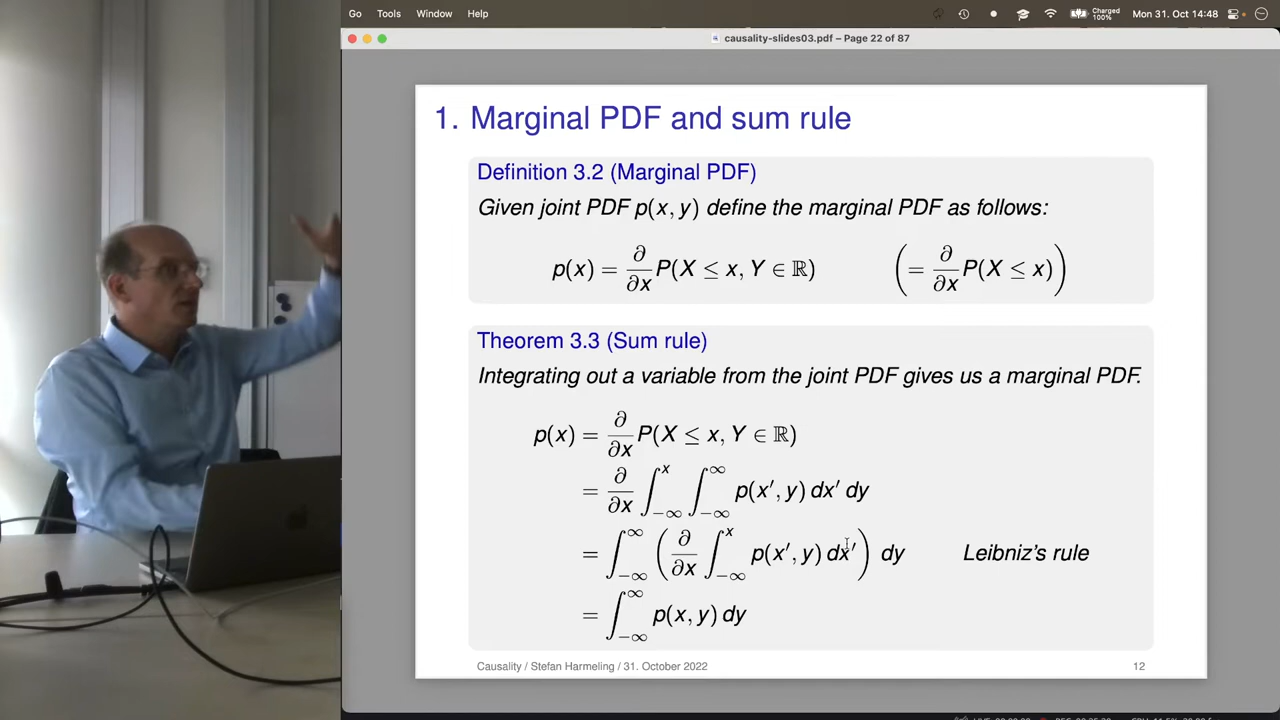 Go Tools Window Help Charged 100% Mon 31. Oct 14:48
causality-slides03.pdf – Page 22 of 87
1. Marginal PDF and sum rule
Definition 3.2 (Marginal PDF)
Given joint PDF p(x, y) define the marginal PDF as follows:
p(x) = ∂/∂x P(X ≤ x, Y ∈ ℝ) (= ∂/∂x P(X ≤ x))
Theorem 3.3 (Sum rule)
Integrating out a variable from the joint PDF gives us a marginal PDF.
p(x) = ∂/∂x P(X ≤ x, Y ∈ ℝ)
= ∂/∂x ∫_{-∞}^{x} ∫_{-∞}^{∞} p(x′, y) dx′ dy
= ∫_{-∞}^{∞} (∂/∂x ∫_{-∞}^{x} p(x′, y) dx′) dy Leibniz's rule
= ∫_{-∞}^{∞} p(x, y) dy
Causality / Stefan Harmeling / 31. October 2022 12